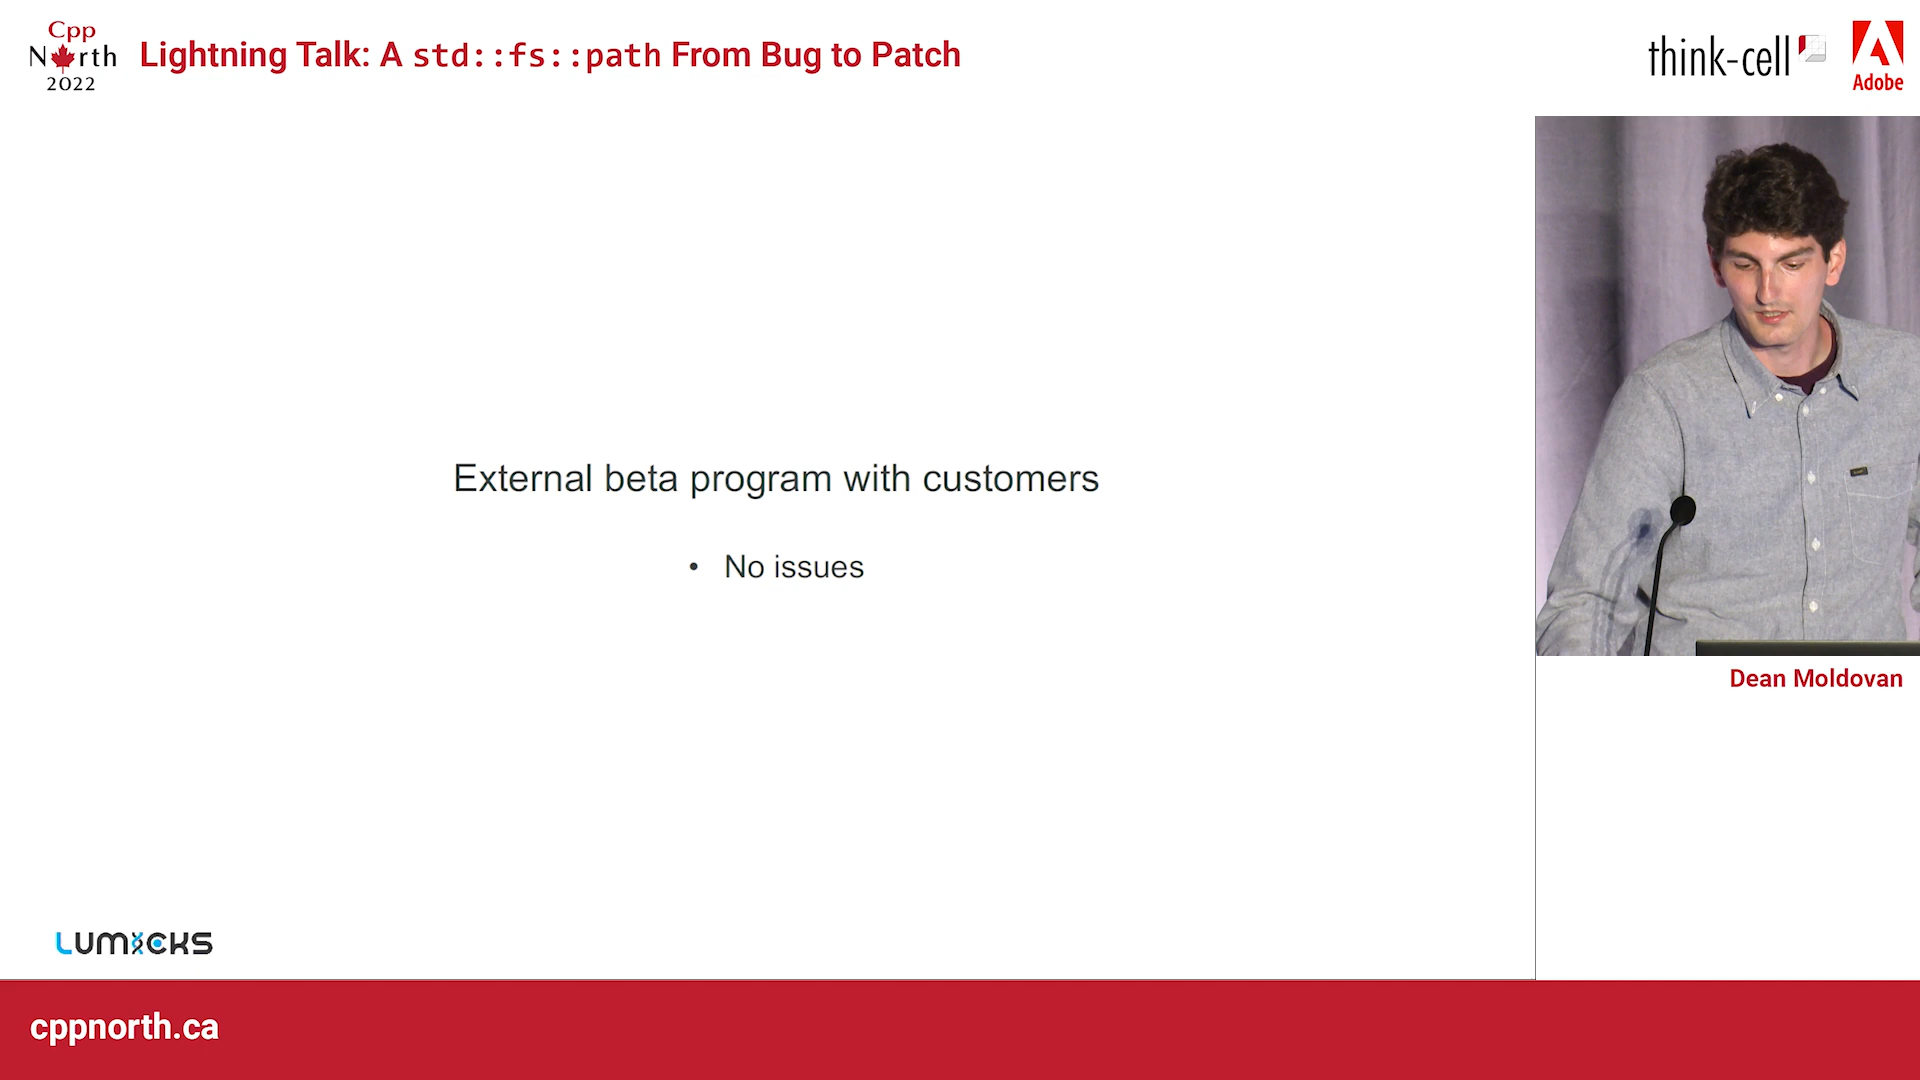 Cpp
North
2022
Lightning Talk: A std::fs::path From Bug to Patch
think-cell
Adobe
External beta program with customers
• No issues
Dean Moldovan
LUMICKS
cppnorth.ca